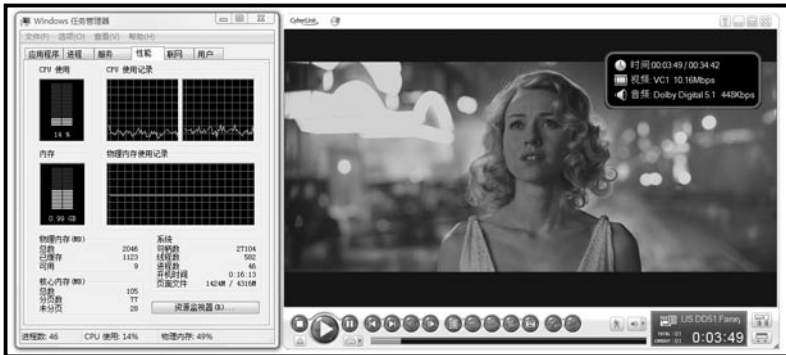 Windows 任务管理器
文件(F) 选项(O) 查看(V) 帮助(H)
应用程序 进程 服务 性能 联网 用户
CPU 使用
CPU 使用记录
14 %
内存
物理内存使用记录
0.99 GB
物理内存(MB)
总数 2046
已缓存 1123
可用 9
核心内存(MB)
总数 105
分页数 77
未分页 28
系统
句柄数 27104
线程数 582
进程数 46
开机时间 0:16:13
页面文件 1424M / 4316M
资源监视器(R)...
进程数: 46 CPU 使用: 14% 物理内存: 49%
CyberLink
时间:00:03:49 / 00:34:42
视频: VC1 10.16Mbps
音频: Dolby Digital 5.1 448Kbps
.US DD51 Fanej
0:03:49